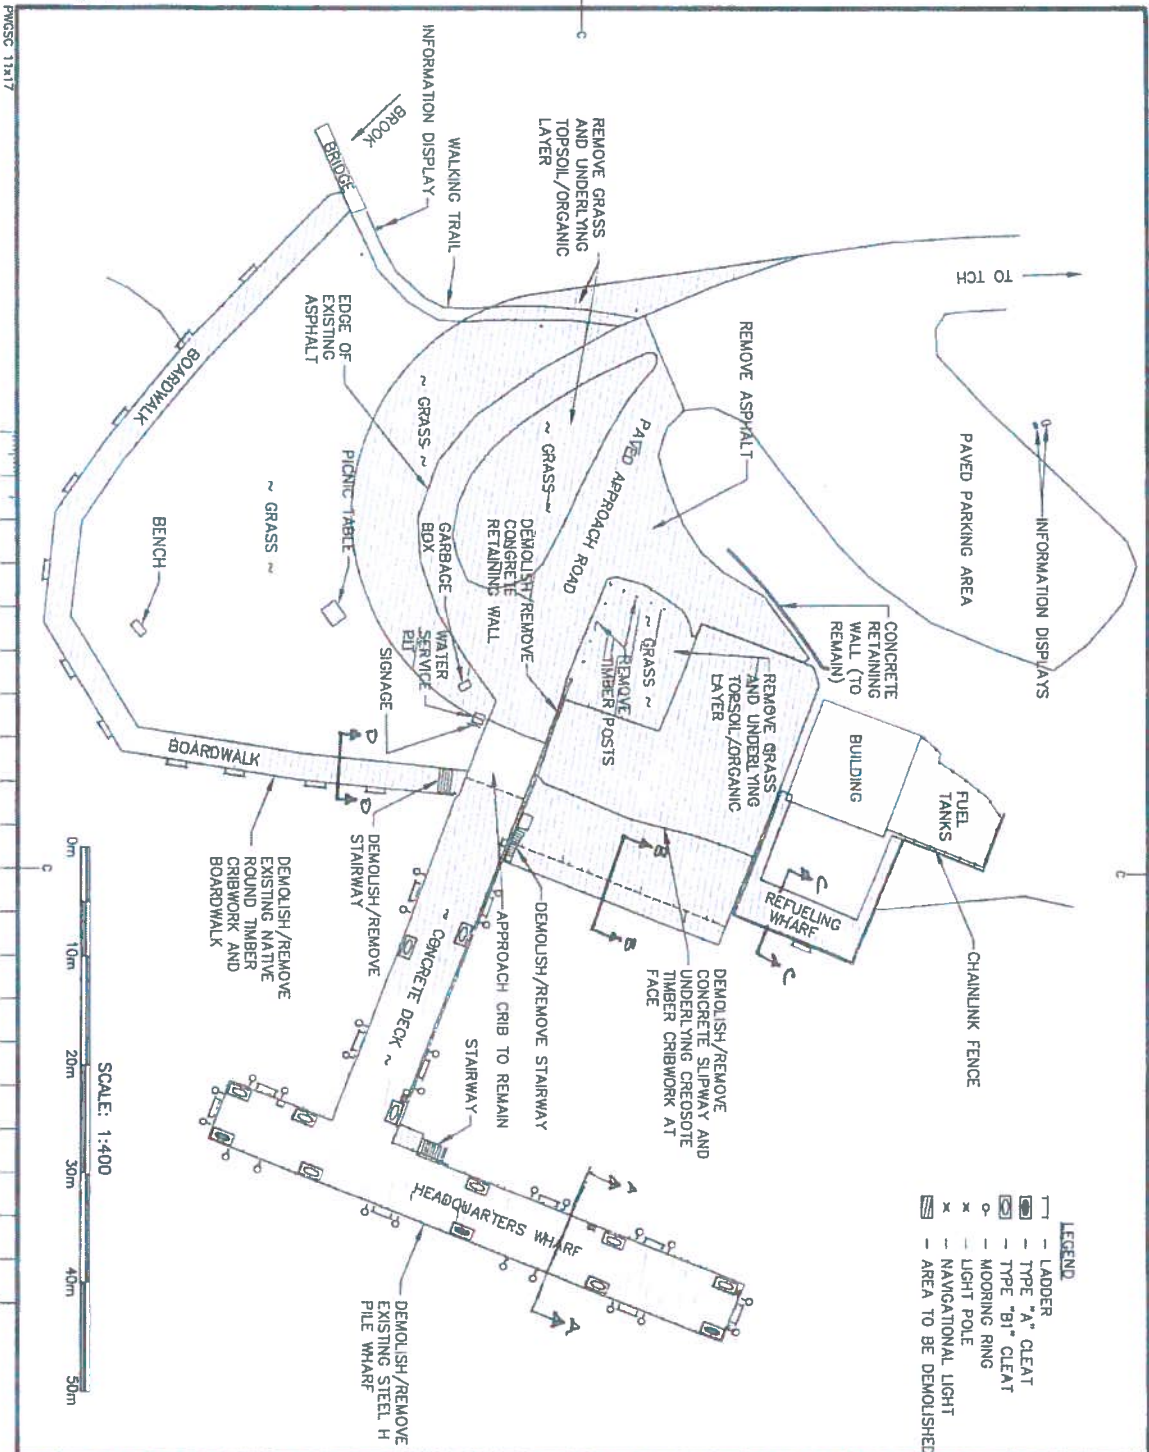 PWGSC 11x17
C
TO TCH
INFORMATION DISPLAYS
PAVED PARKING AREA
CONCRETE
RETAINING
WALL (TO
REMAIN)
REMOVE ASPHALT
REMOVE GRASS
AND UNDERLYING
TOPSOIL/ORGANIC
LAYER
WALKING TRAIL
INFORMATION DISPLAY
BROOK
BRIDGE
PAVED APPROACH ROAD
~ GRASS ~
~ GRASS ~
EDGE OF
EXISTING
ASPHALT
BOARDWALK
~ GRASS ~
PICNIC TABLE
BENCH
GARBAGE
BOX
DEMOLISH/REMOVE
CONCRETE
RETAINING WALL
WATER
SERVICE
PIT
SIGNAGE
~ GRASS ~
REMOVE
TIMBER POSTS
REMOVE GRASS
AND UNDERLYING
TOPSOIL/ORGANIC
LAYER
BUILDING
FUEL
TANKS
CHAINLINK FENCE
REFUELING
WHARF
C
C
B
B
D
D
BOARDWALK
DEMOLISH/REMOVE
STAIRWAY
DEMOLISH/REMOVE
EXISTING NATIVE
ROUND TIMBER
CRIBWORK AND
BOARDWALK
~ CONCRETE DECK ~
APPROACH CRIB TO REMAIN
DEMOLISH/REMOVE STAIRWAY
DEMOLISH/REMOVE
CONCRETE SLIPWAY AND
UNDERLYING CREOSOTE
TIMBER CRIBWORK AT
FACE
STAIRWAY
HEADQUARTERS WHARF
A
A
DEMOLISH/REMOVE
EXISTING STEEL H
PILE WHARF
LEGEND
- LADDER
- TYPE "A" CLEAT
- TYPE "B1" CLEAT
- MOORING RING
- LIGHT POLE
- NAVIGATIONAL LIGHT
- AREA TO BE DEMOLISHED
SCALE: 1:400
0m 10m 20m 30m 40m 50m
C
C